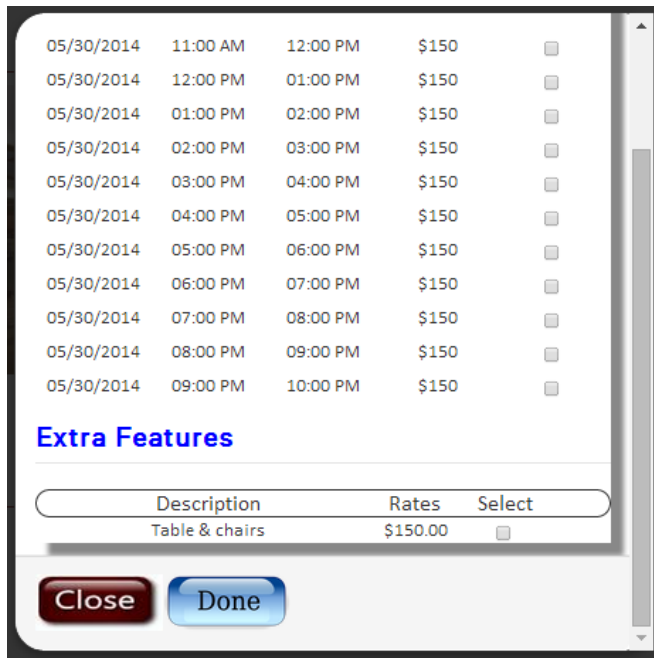 05/30/2014 11:00 AM 12:00 PM $150
05/30/2014 12:00 PM 01:00 PM $150
05/30/2014 01:00 PM 02:00 PM $150
05/30/2014 02:00 PM 03:00 PM $150
05/30/2014 03:00 PM 04:00 PM $150
05/30/2014 04:00 PM 05:00 PM $150
05/30/2014 05:00 PM 06:00 PM $150
05/30/2014 06:00 PM 07:00 PM $150
05/30/2014 07:00 PM 08:00 PM $150
05/30/2014 08:00 PM 09:00 PM $150
05/30/2014 09:00 PM 10:00 PM $150
Extra Features
Description Rates Select
Table & chairs $150.00
Close Done